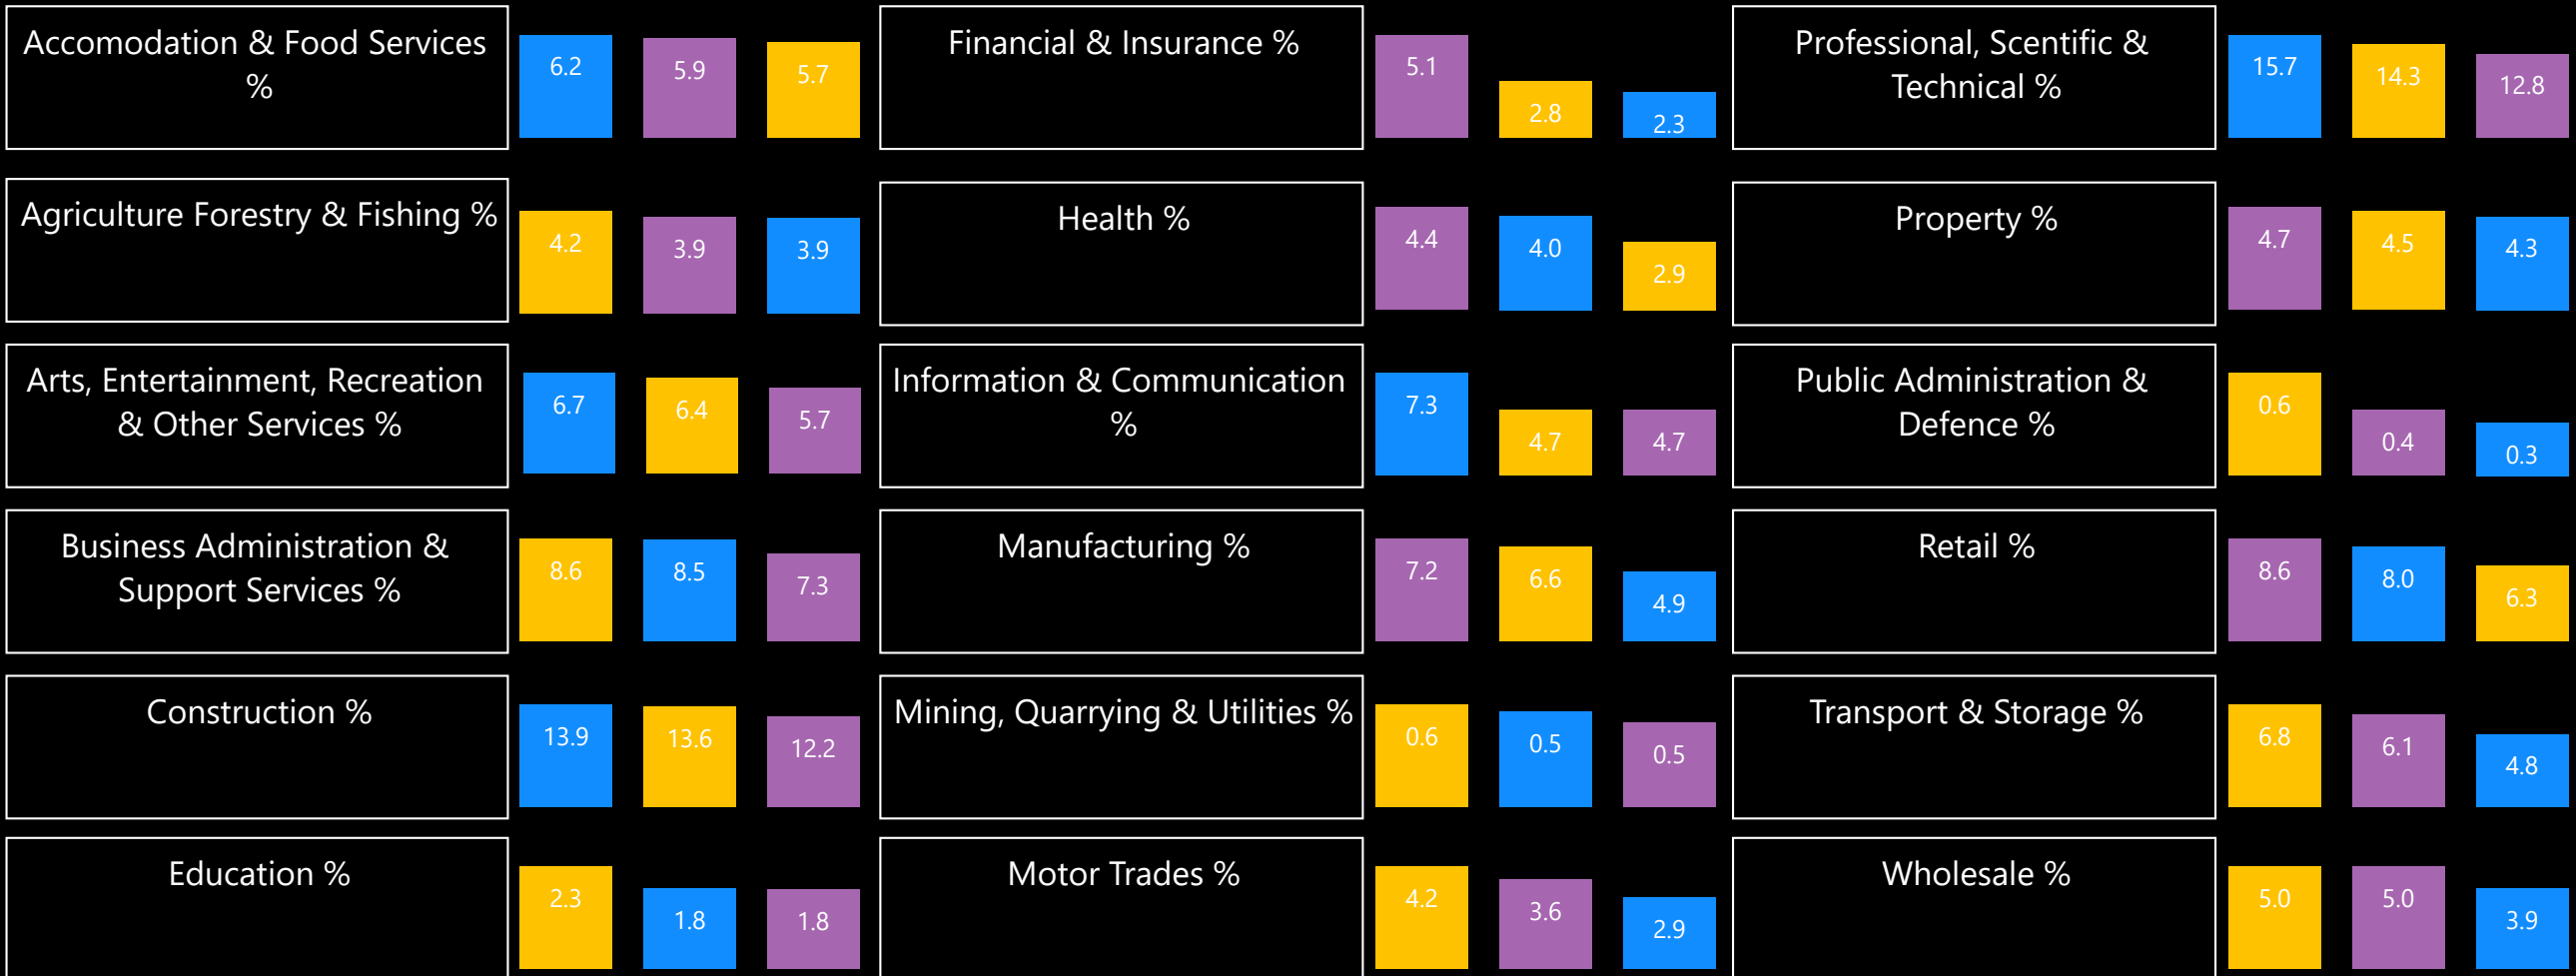 Accomodation & Food Services
%
6.2 5.9 5.7
Financial & Insurance %
5.1 2.8 2.3
Professional, Scentific &
Technical %
15.7 14.3 12.8
Agriculture Forestry & Fishing %
4.2 3.9 3.9
Health %
4.4 4.0 2.9
Property %
4.7 4.5 4.3
Arts, Entertainment, Recreation
& Other Services %
6.7 6.4 5.7
Information & Communication
%
7.3 4.7 4.7
Public Administration &
Defence %
0.6 0.4 0.3
Business Administration &
Support Services %
8.6 8.5 7.3
Manufacturing %
7.2 6.6 4.9
Retail %
8.6 8.0 6.3
Construction %
13.9 13.6 12.2
Mining, Quarrying & Utilities %
0.6 0.5 0.5
Transport & Storage %
6.8 6.1 4.8
Education %
2.3 1.8 1.8
Motor Trades %
4.2 3.6 2.9
Wholesale %
5.0 5.0 3.9